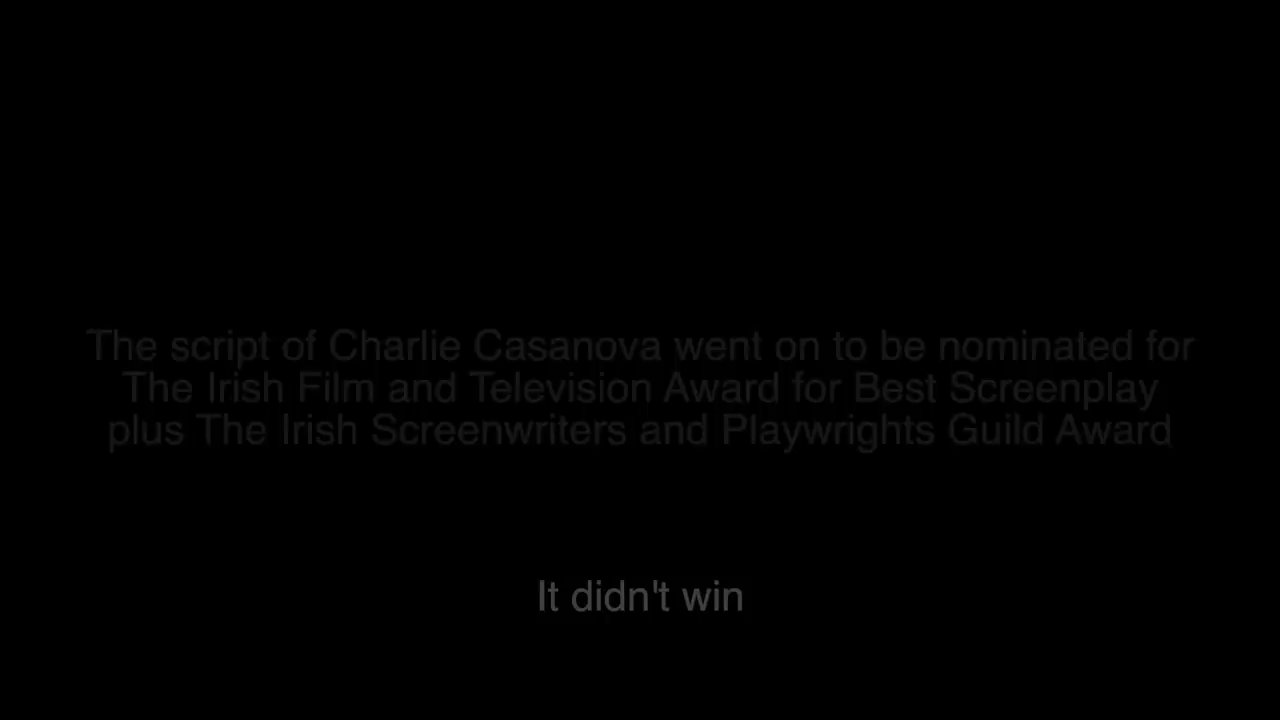 The script of Charlie Casanova went on to be nominated for
The Irish Film and Television Award for Best Screenplay
plus The Irish Screenwriters and Playwrights Guild Award
It didn't win